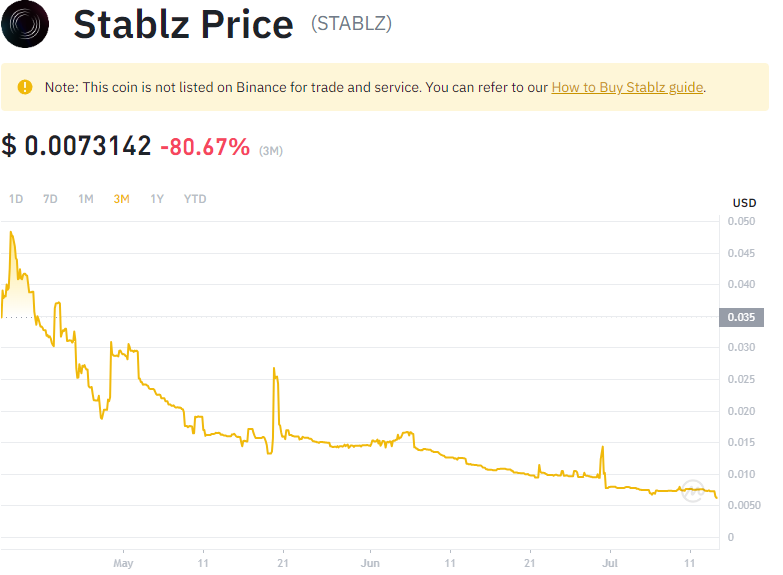 Stablz Price (STABLZ)
Note: This coin is not listed on Binance for trade and service. You can refer to our How to Buy Stablz guide.
$ 0.0073142 -80.67% (3M)
1D 7D 1M 3M 1Y YTD
USD
0.050
0.045
0.040
0.035
0.030
0.025
0.020
0.015
0.010
0.0050
0
May 11 21 Jun 11 21 Jul 11